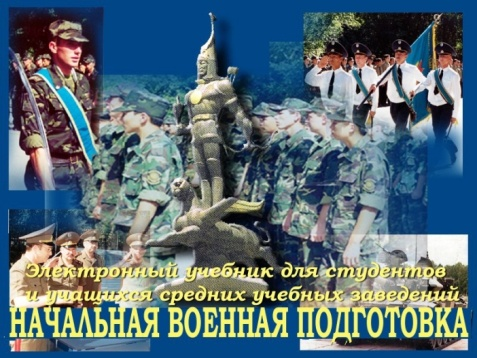 Электронный учебник для студентов
и учащихся средних учебных заведений
НАЧАЛЬНАЯ ВОЕННАЯ ПОДГОТОВКА